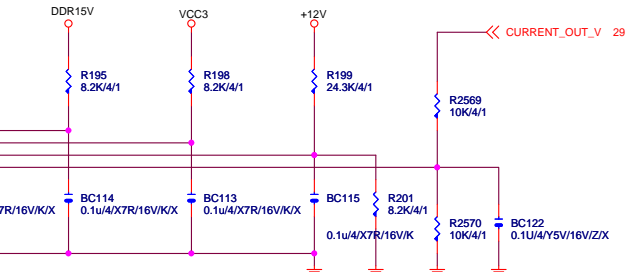 DDR15V
VCC3
+12V
CURRENT_OUT_V 29
R195
8.2K/4/1
R198
8.2K/4/1
R199
24.3K/4/1
R2569
10K/4/1
7R/16V/K/X
BC114
0.1u/4/X7R/16V/K/X
BC113
0.1u/4/X7R/16V/K/X
BC115
0.1u/4/X7R/16V/K
R201
8.2K/4/1
R2570
10K/4/1
BC122
0.1U/4/Y5V/16V/Z/X